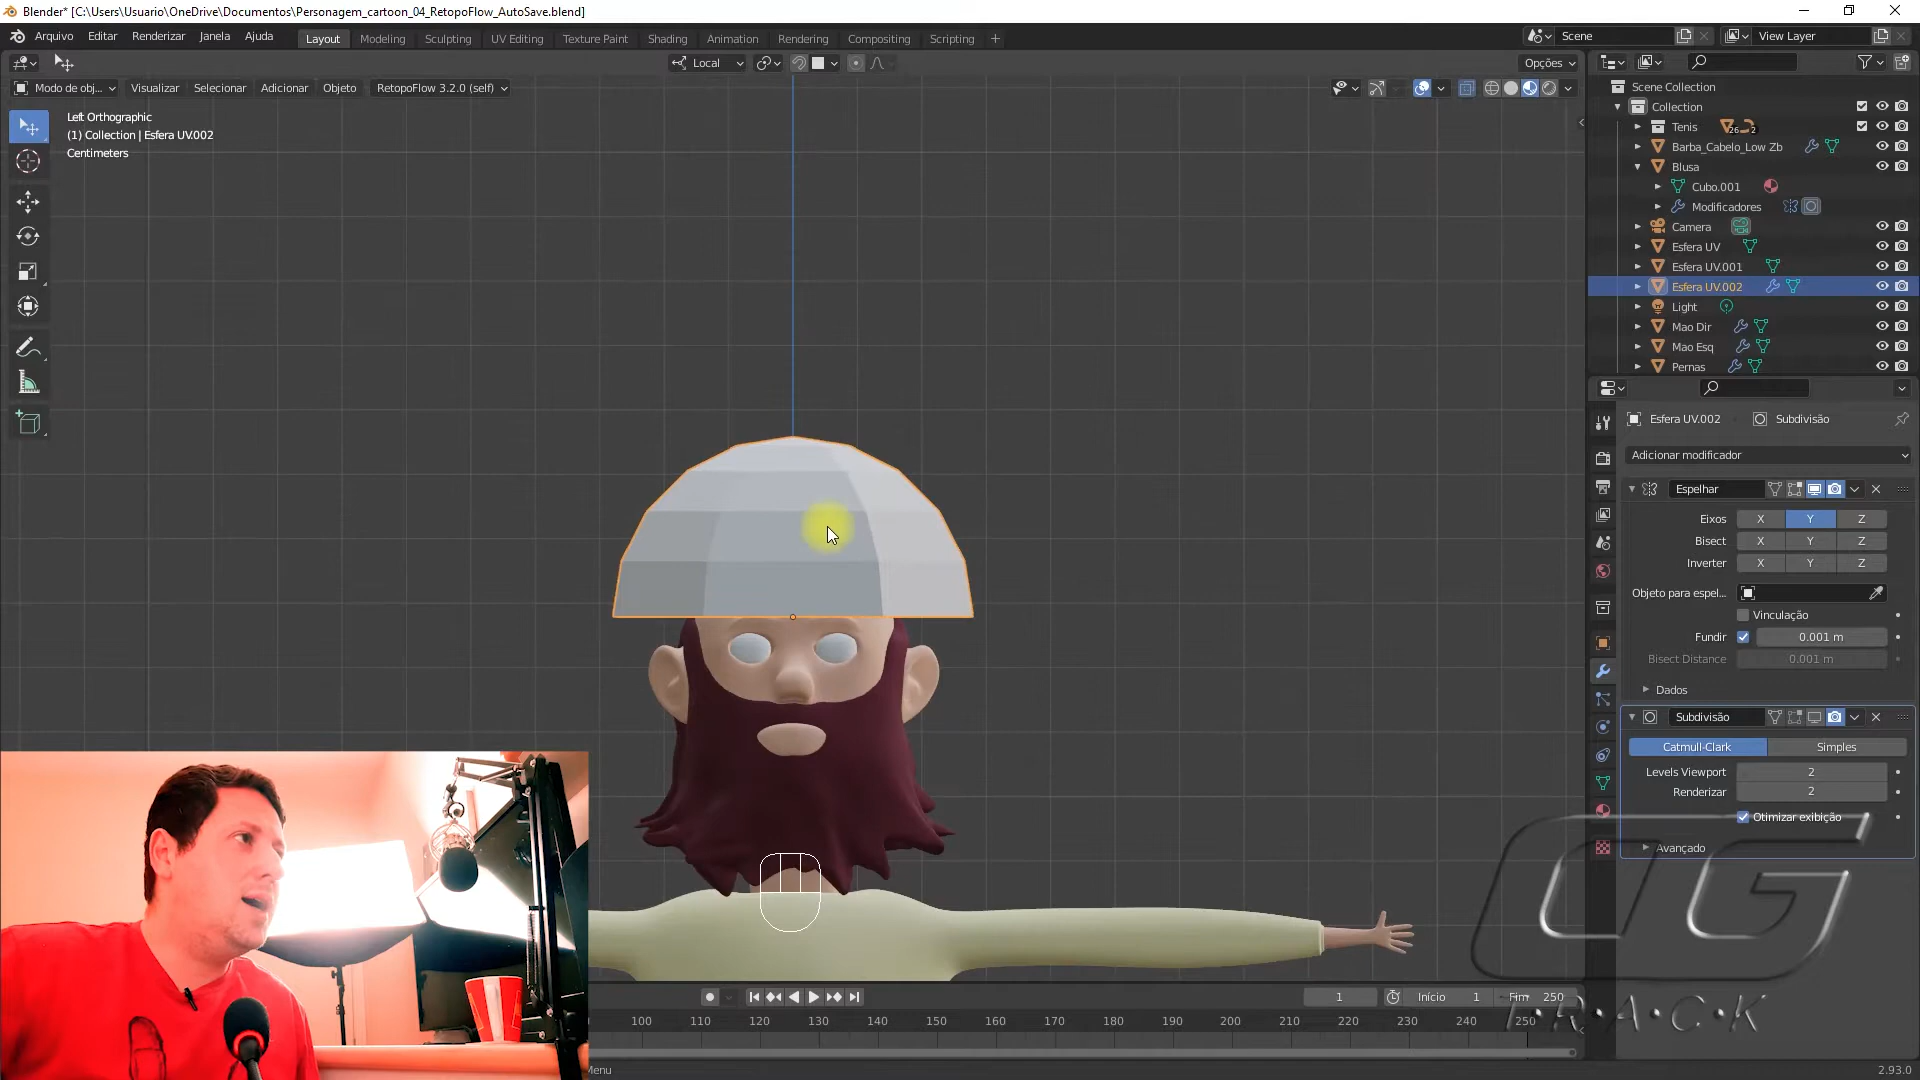 Blender* [C:\Users\Usuario\OneDrive\Documentos\Personagem_cartoon_04_RetopoFlow_AutoSave.blend]
Arquivo Editar Renderizar Janela Ajuda Layout Modeling Sculpting UV Editing Texture Paint Shading Animation Rendering Compositing Scripting + Scene View Layer
Local Opções
Modo de obj... Visualizar Selecionar Adicionar Objeto RetopoFlow 3.2.0 (self)
Left Orthographic
(1) Collection | Esfera UV.002
Centimeters
Scene Collection
Collection
Tenis 26 2
Barba_Cabelo_Low Zb
Blusa
Cubo.001
Modificadores
Camera
Esfera UV
Esfera UV.001
Esfera UV.002
Light
Mao Dir
Mao Esq
Pernas
Esfera UV.002 Subdivisão
Adicionar modificador
Espelhar
Eixos X Y Z
Bisect X Y Z
Inverter X Y Z
Objeto para espel...
Vinculação
Fundir 0.001 m
Bisect Distance 0.001 m
Dados
Subdivisão
Catmull-Clark Simples
Levels Viewport 2
Renderizar 2
Otimizar exibição
Avançado
OG
T·R·A·C·K
1 Início 1 Fim 250
100 110 120 130 140 150 160 170 180 190 200 210 220 230 240 250
Menu
2.93.0